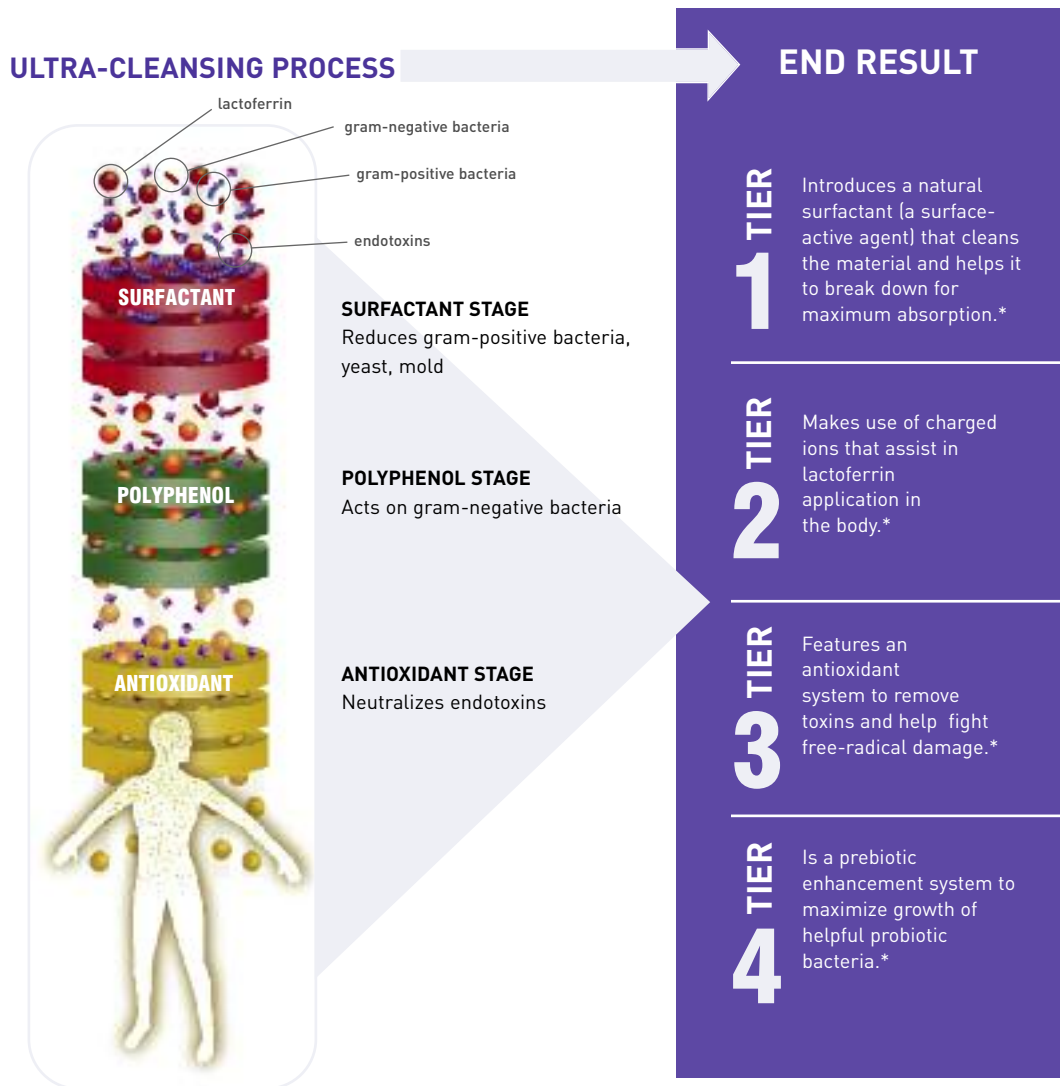 ULTRA-CLEANSING PROCESS
END RESULT
lactoferrin
gram-negative bacteria
gram-positive bacteria
endotoxins
SURFACTANT
SURFACTANT STAGE
Reduces gram-positive bacteria,
yeast, mold
POLYPHENOL
POLYPHENOL STAGE
Acts on gram-negative bacteria
ANTIOXIDANT
ANTIOXIDANT STAGE
Neutralizes endotoxins
TIER
1
Introduces a natural
surfactant (a surface-
active agent) that cleans
the material and helps it
to break down for
maximum absorption.*
TIER
2
Makes use of charged
ions that assist in
lactoferrin
application in
the body.*
TIER
3
Features an
antioxidant
system to remove
toxins and help fight
free-radical damage.*
TIER
4
Is a prebiotic
enhancement system to
maximize growth of
helpful probiotic
bacteria.*